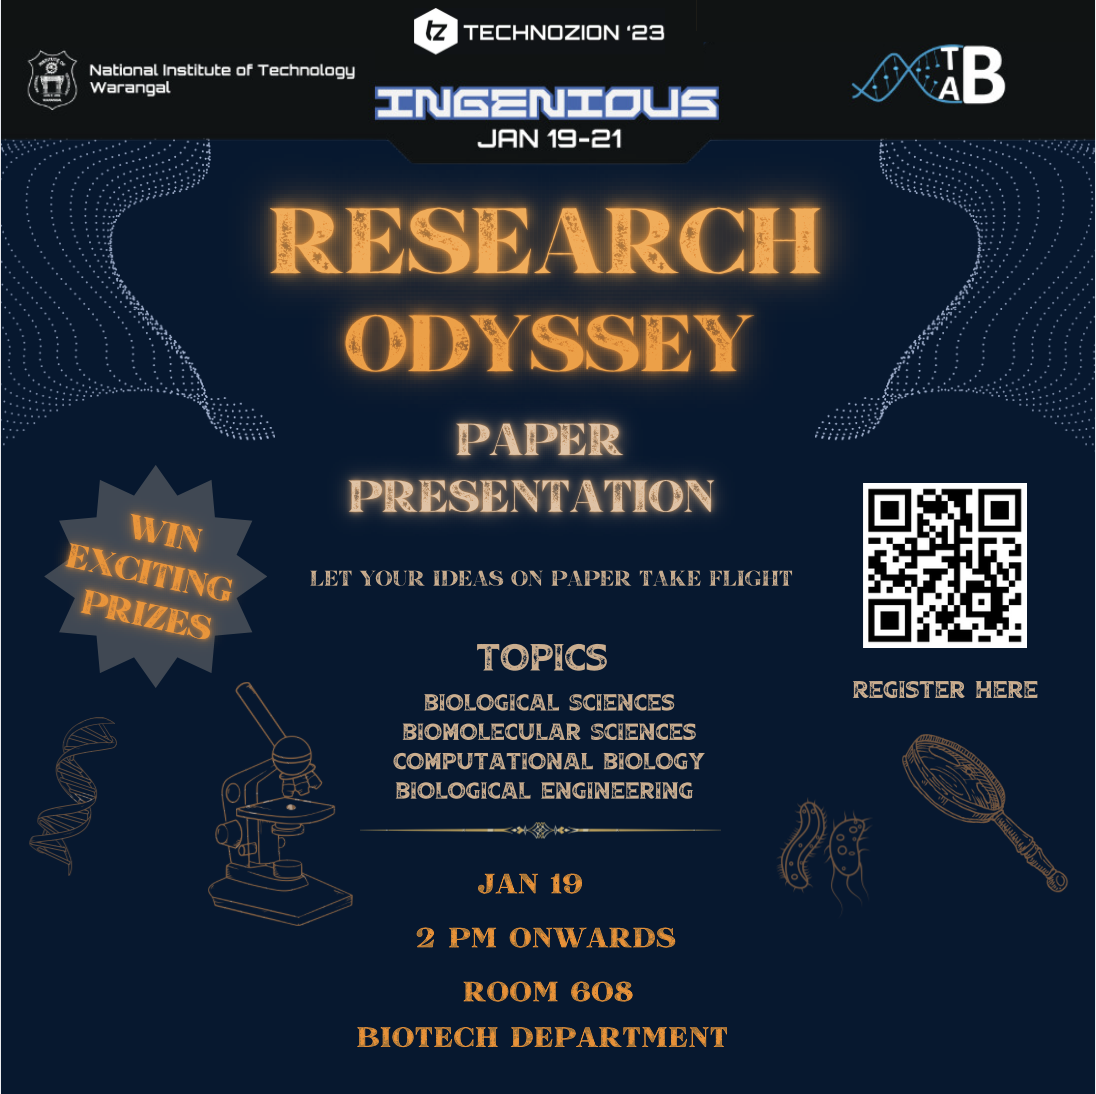 TECHNOZION ‘23
National Institute of Technology
Warangal
TAB
INGENIOUS
JAN 19-21
RESEARCH
ODYSSEY
PAPER
PRESENTATION
WIN
EXCITING
PRIZES
LET YOUR IDEAS ON PAPER TAKE FLIGHT
REGISTER HERE
TOPICS
BIOLOGICAL SCIENCES
BIOMOLECULAR SCIENCES
COMPUTATIONAL BIOLOGY
BIOLOGICAL ENGINEERING
JAN 19
2 PM ONWARDS
ROOM 608
BIOTECH DEPARTMENT